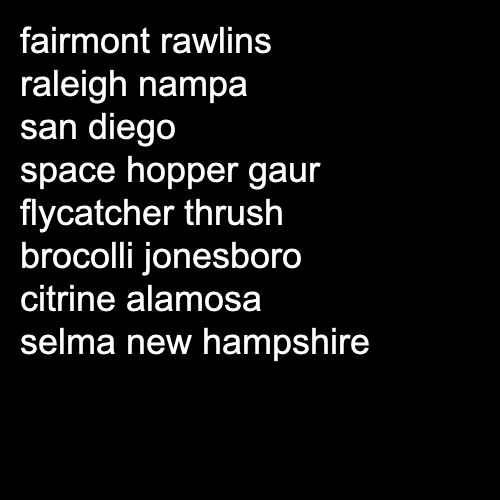 fairmont rawlins
raleigh nampa
san diego
space hopper gaur
flycatcher thrush
brocolli jonesboro
citrine alamosa
selma new hampshire